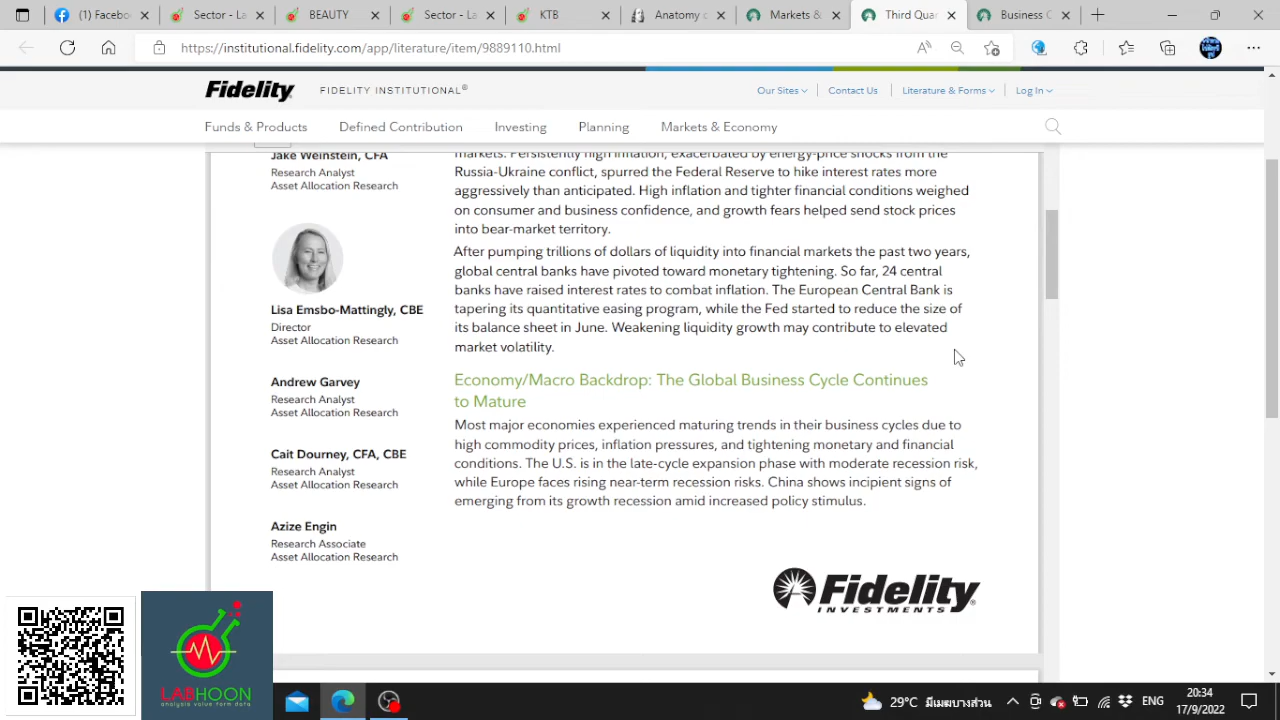 (1) Faceb
Sector - La
BEAUTY
Sector - La
KTB
Anatomy o
Markets &
Third Qua
Business C
https://institutional.fidelity.com/app/literature/item/9889110.html
Fidelity FIDELITY INSTITUTIONAL®
Our Sites
Contact Us
Literature & Forms
Log In
Funds & Products
Defined Contribution
Investing
Planning
Markets & Economy
Jake Weinstein, CFA
Research Analyst
Asset Allocation Research
Lisa Emsbo-Mattingly, CBE
Director
Asset Allocation Research
Andrew Garvey
Research Analyst
Asset Allocation Research
Cait Dourney, CFA, CBE
Research Analyst
Asset Allocation Research
Azize Engin
Research Associate
Asset Allocation Research
markets. Persistently high inflation, exacerbated by energy-price shocks from the
Russia-Ukraine conflict, spurred the Federal Reserve to hike interest rates more
aggressively than anticipated. High inflation and tighter financial conditions weighed
on consumer and business confidence, and growth fears helped send stock prices
into bear-market territory.
After pumping trillions of dollars of liquidity into financial markets the past two years,
global central banks have pivoted toward monetary tightening. So far, 24 central
banks have raised interest rates to combat inflation. The European Central Bank is
tapering its quantitative easing program, while the Fed started to reduce the size of
its balance sheet in June. Weakening liquidity growth may contribute to elevated
market volatility.
Economy/Macro Backdrop: The Global Business Cycle Continues
to Mature
Most major economies experienced maturing trends in their business cycles due to
high commodity prices, inflation pressures, and tightening monetary and financial
conditions. The U.S. is in the late-cycle expansion phase with moderate recession risk,
while Europe faces rising near-term recession risks. China shows incipient signs of
emerging from its growth recession amid increased policy stimulus.
Fidelity®
INVESTMENTS
LABHOON
analysis value form data
29°C มีเมฆบางส่วน
ENG
20:34
17/9/2022